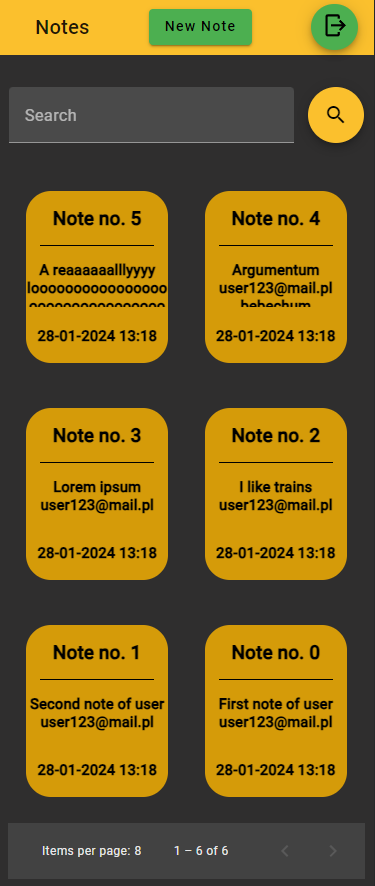 Notes New Note
Search
Note no. 5
A reaaaaaalllyyyy
looooooooooooooooo
Note no. 4
Argumentum
user123@mail.pl
hehechum
28-01-2024 13:18
28-01-2024 13:18
Note no. 3
Lorem ipsum
user123@mail.pl
28-01-2024 13:18
Note no. 2
I like trains
user123@mail.pl
28-01-2024 13:18
Note no. 1
Second note of user
user123@mail.pl
28-01-2024 13:18
Note no. 0
First note of user
user123@mail.pl
28-01-2024 13:18
Items per page: 8 1 – 6 of 6